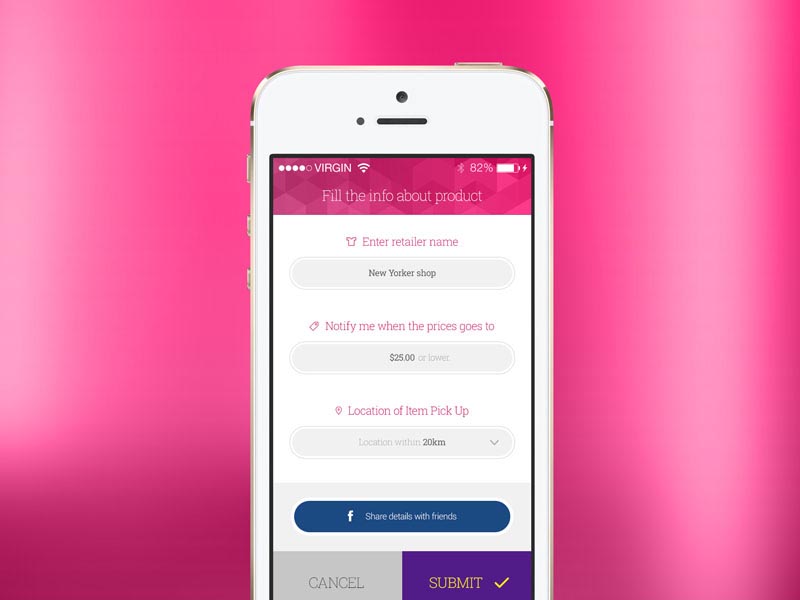 VIRGIN 82%
Fill the info about product
Enter retailer name
New Yorker shop
Notify me when the prices goes to
$25.00 or lower.
Location of Item Pick Up
Location within 20km
f Share details with friends
CANCEL SUBMIT